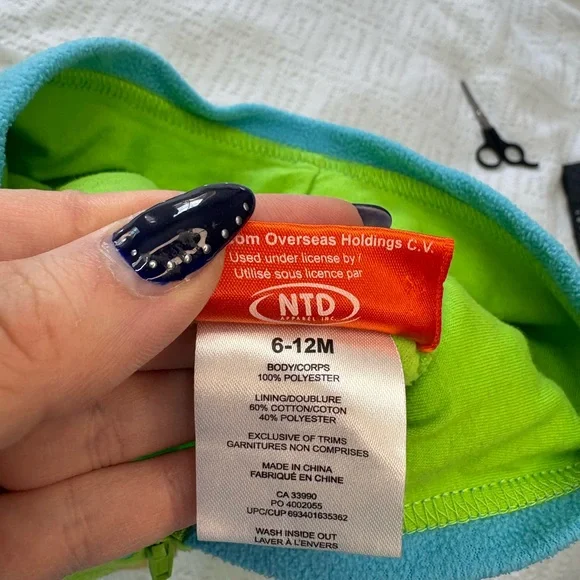 om Overseas Holdings C.V.
Used under license by /
Utilisé sous licence par
NTD
APPAREL INC.
6-12M
BODY/CORPS
100% POLYESTER
LINING/DOUBLURE
60% COTTON/COTON
40% POLYESTER
EXCLUSIVE OF TRIMS
GARNITURES NON COMPRISES
MADE IN CHINA
FABRIQUÉ EN CHINE
CA 33990
PO 4002055
UPC/CUP 693401635362
WASH INSIDE OUT
LAVER À L'ENVERS